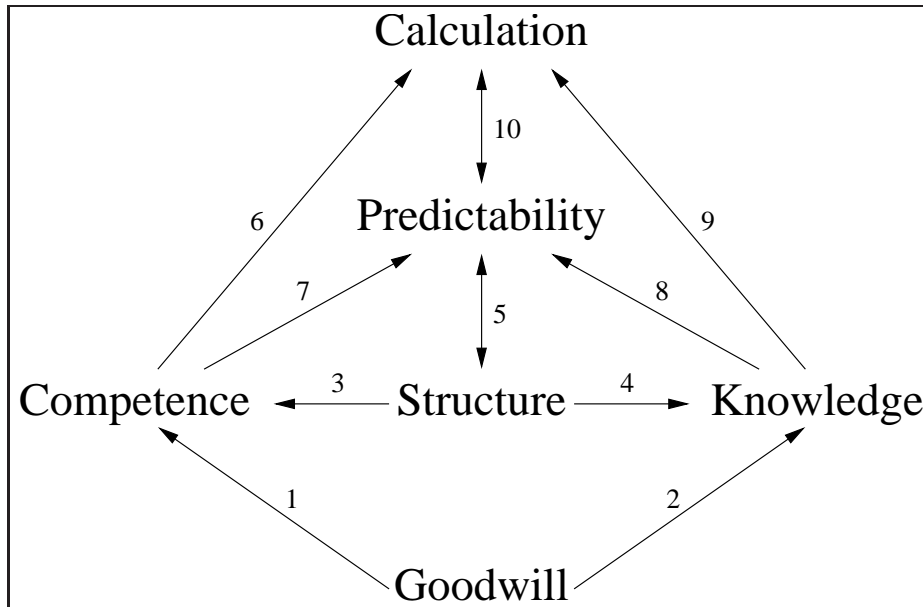 Calculation
10
6
Predictability
9
7
8
5
Competence
3
Structure
4
Knowledge
1
2
Goodwill